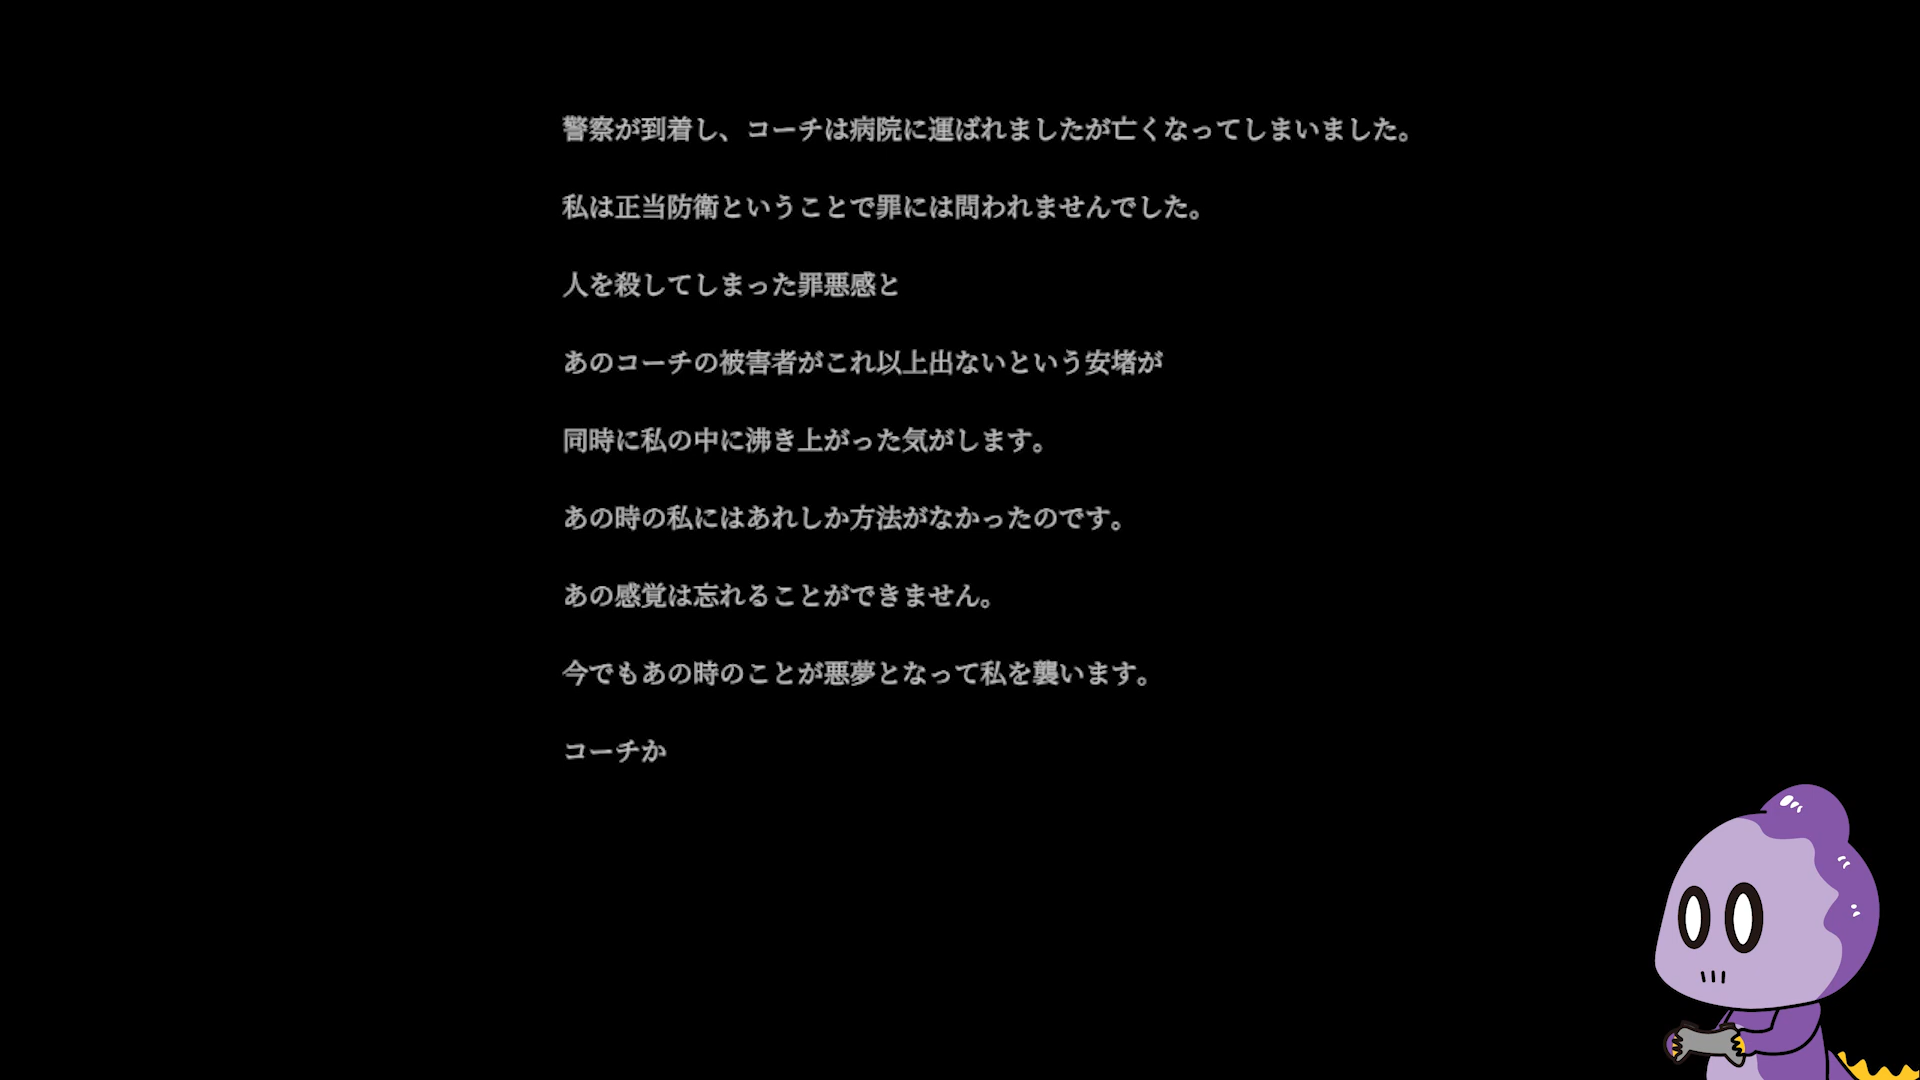 警察が到着し、コーチは病院に運ばれましたが亡くなってしまいました。
私は正当防衛ということで罪には問われませんでした。
人を殺してしまった罪悪感と
あのコーチの被害者がこれ以上出ないという安堵が
同時に私の中に沸き上がった気がします。
あの時の私にはあれしか方法がなかったのです。
あの感覚は忘れることができません。
今でもあの時のことが悪夢となって私を襲います。
コーチか